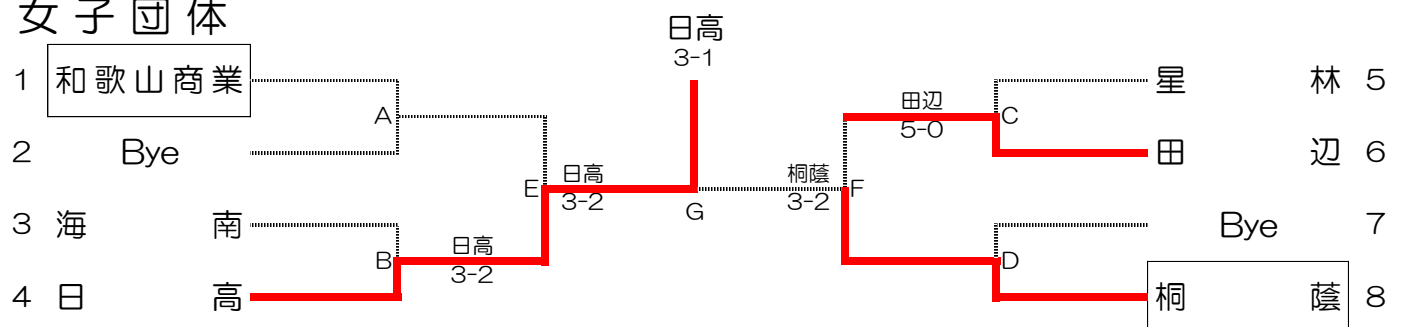 女子団体
日高
3-1
1 和歌山商業
星林 5
A
田辺
5-0
C
2 Bye
田辺 6
E
日高
3-2
G
桐蔭
3-2
F
3 海南
Bye 7
B
日高
3-2
D
4 日高
桐蔭 8